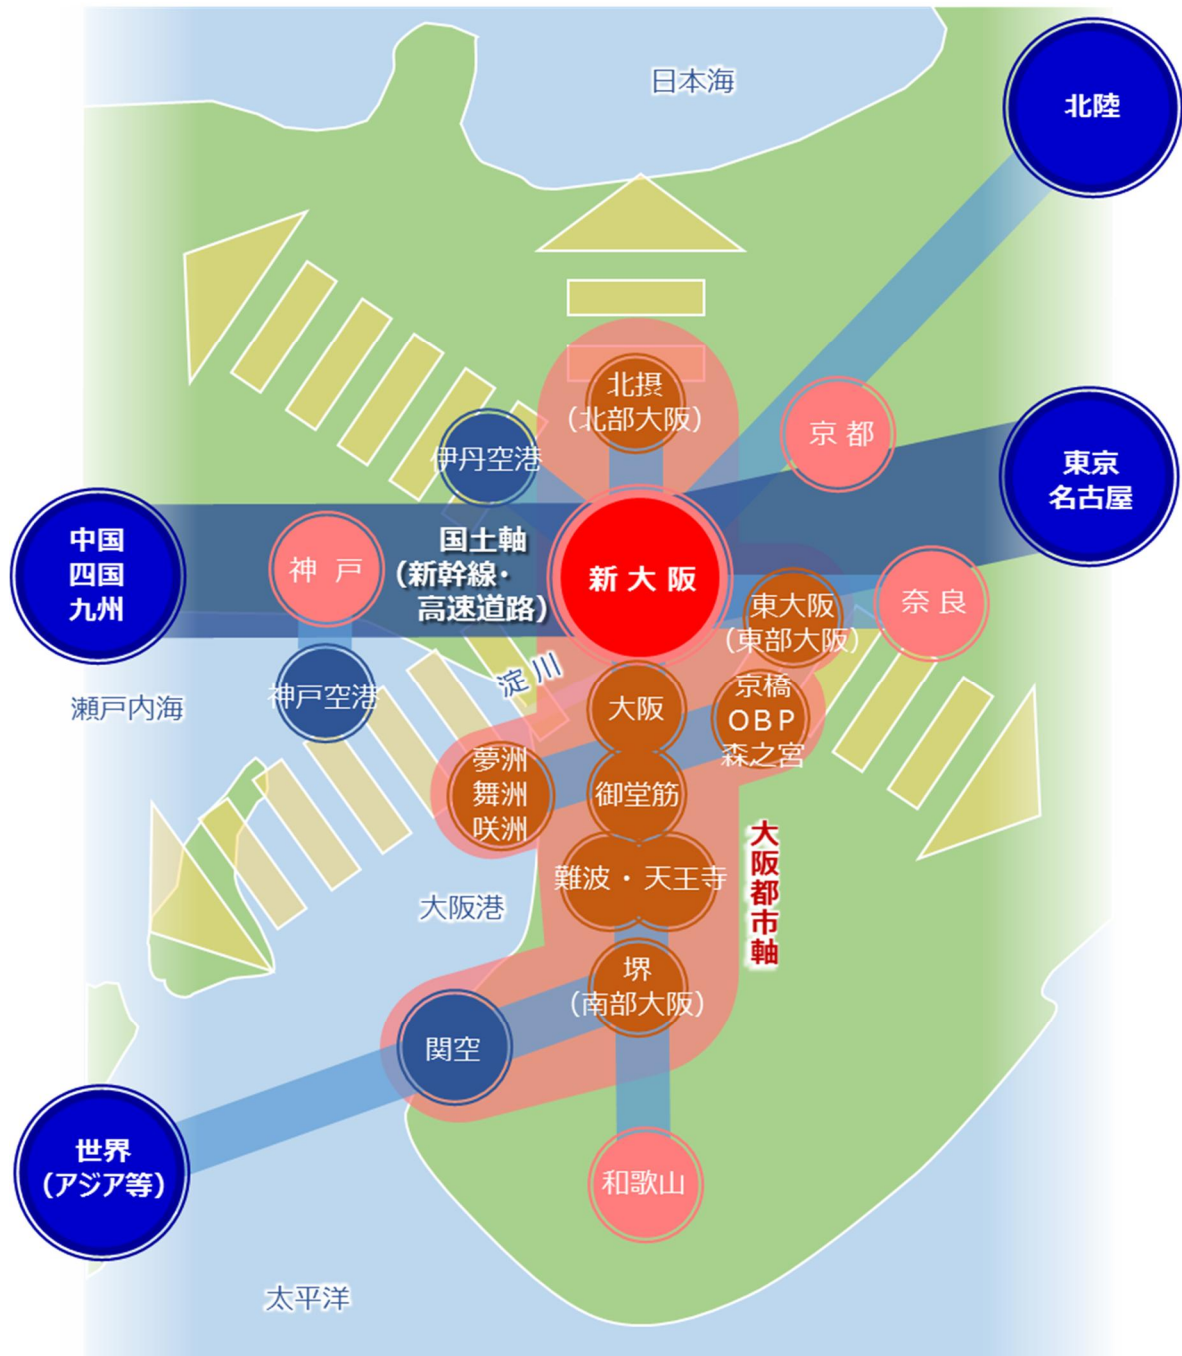 日本海
北陸
北摂
（北部大阪）
京都
伊丹空港
東京
名古屋
中国
四国
九州
神戸
国土軸
（新幹線・
高速道路）
新大阪
東大阪
（東部大阪）
奈良
淀川
神戸空港
瀬戸内海
大阪
京橋
ＯＢＰ
森之宮
夢洲
舞洲
咲洲
御堂筋
大阪都市軸
難波・天王寺
大阪港
堺
（南部大阪）
関空
世界
（アジア等）
和歌山
太平洋